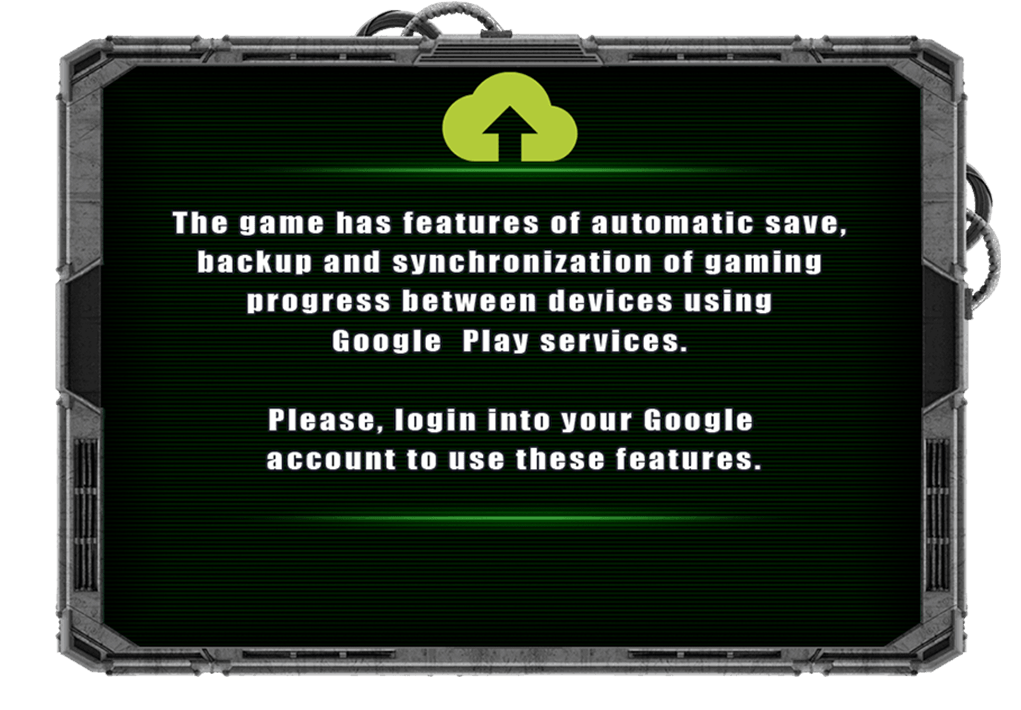 The game has features of automatic save,
backup and synchronization of gaming
progress between devices using
Google Play services.
Please, login into your Google
account to use these features.